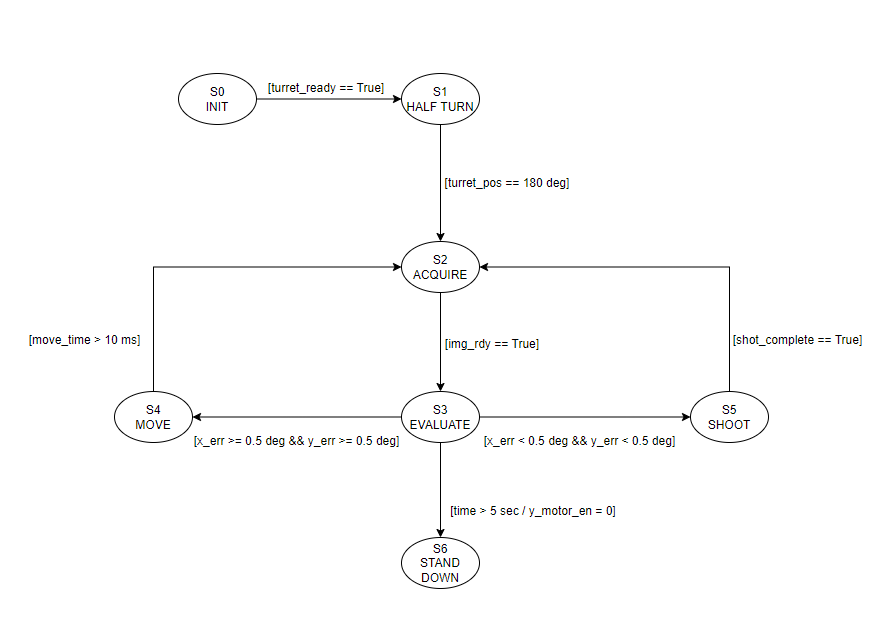 S0
INIT
[turret_ready == True]
S1
HALF TURN
[turret_pos == 180 deg]
S2
ACQUIRE
[move_time > 10 ms]
[img_rdy == True]
[shot_complete == True]
S4
MOVE
S3
EVALUATE
S5
SHOOT
[x_err >= 0.5 deg && y_err >= 0.5 deg]
[x_err < 0.5 deg && y_err < 0.5 deg]
[time > 5 sec / y_motor_en = 0]
S6
STAND
DOWN